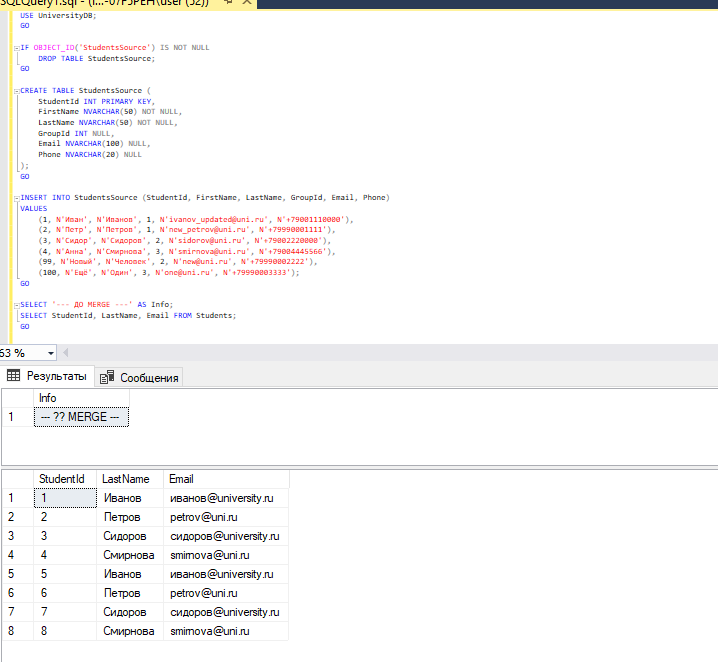 USE UniversityDB;
GO
IF OBJECT_ID('StudentsSource') IS NOT NULL
DROP TABLE StudentsSource;
GO
CREATE TABLE StudentsSource (
StudentId INT PRIMARY KEY,
FirstName NVARCHAR(50) NOT NULL,
LastName NVARCHAR(50) NOT NULL,
GroupId INT NULL,
Email NVARCHAR(100) NULL,
Phone NVARCHAR(20) NULL
);
GO
INSERT INTO StudentsSource (StudentId, FirstName, LastName, GroupId, Email, Phone)
VALUES
(1, N'Иван', N'Иванов', 1, N'ivanov_updated@uni.ru', N'+79001110000'),
(2, N'Петр', N'Петров', 1, N'new_petrov@uni.ru', N'+79990001111'),
(3, N'Сидор', N'Сидоров', 2, N'sidorov@uni.ru', N'+79002220000'),
(4, N'Анна', N'Смирнова', 3, N'smirnova@uni.ru', N'+79004445566'),
(99, N'Новый', N'Человек', 2, N'new@uni.ru', N'+79990002222'),
(100, N'Ещё', N'Один', 3, N'one@uni.ru', N'+79990003333');
GO
SELECT '--- ДО MERGE ---' AS Info;
SELECT StudentId, LastName, Email FROM Students;
GO
63 %
Результаты Сообщения
Info
1 --- ?? MERGE ---
StudentId LastName Email
1 1 Иванов иванов@university.ru
2 2 Петров petrov@uni.ru
3 3 Сидоров сидоров@university.ru
4 4 Смирнова smirnova@uni.ru
5 5 Иванов иванов@university.ru
6 6 Петров petrov@uni.ru
7 7 Сидоров сидоров@university.ru
8 8 Смирнова smirnova@uni.ru